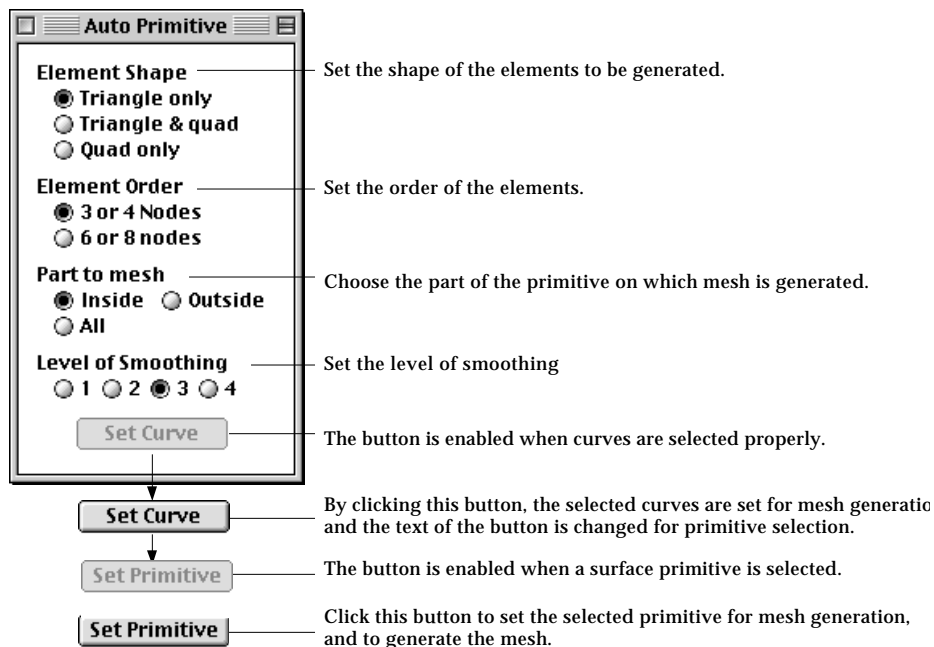 Auto Primitive
Element Shape
Set the shape of the elements to be generated.
Triangle only
Triangle & quad
Quad only
Element Order
Set the order of the elements.
3 or 4 Nodes
6 or 8 nodes
Part to mesh
Choose the part of the primitive on which mesh is generated.
Inside Outside
All
Level of Smoothing
Set the level of smoothing
1 2 3 4
Set Curve
The button is enabled when curves are selected properly.
Set Curve
By clicking this button, the selected curves are set for mesh generatio
and the text of the button is changed for primitive selection.
Set Primitive
The button is enabled when a surface primitive is selected.
Set Primitive
Click this button to set the selected primitive for mesh generation,
and to generate the mesh.